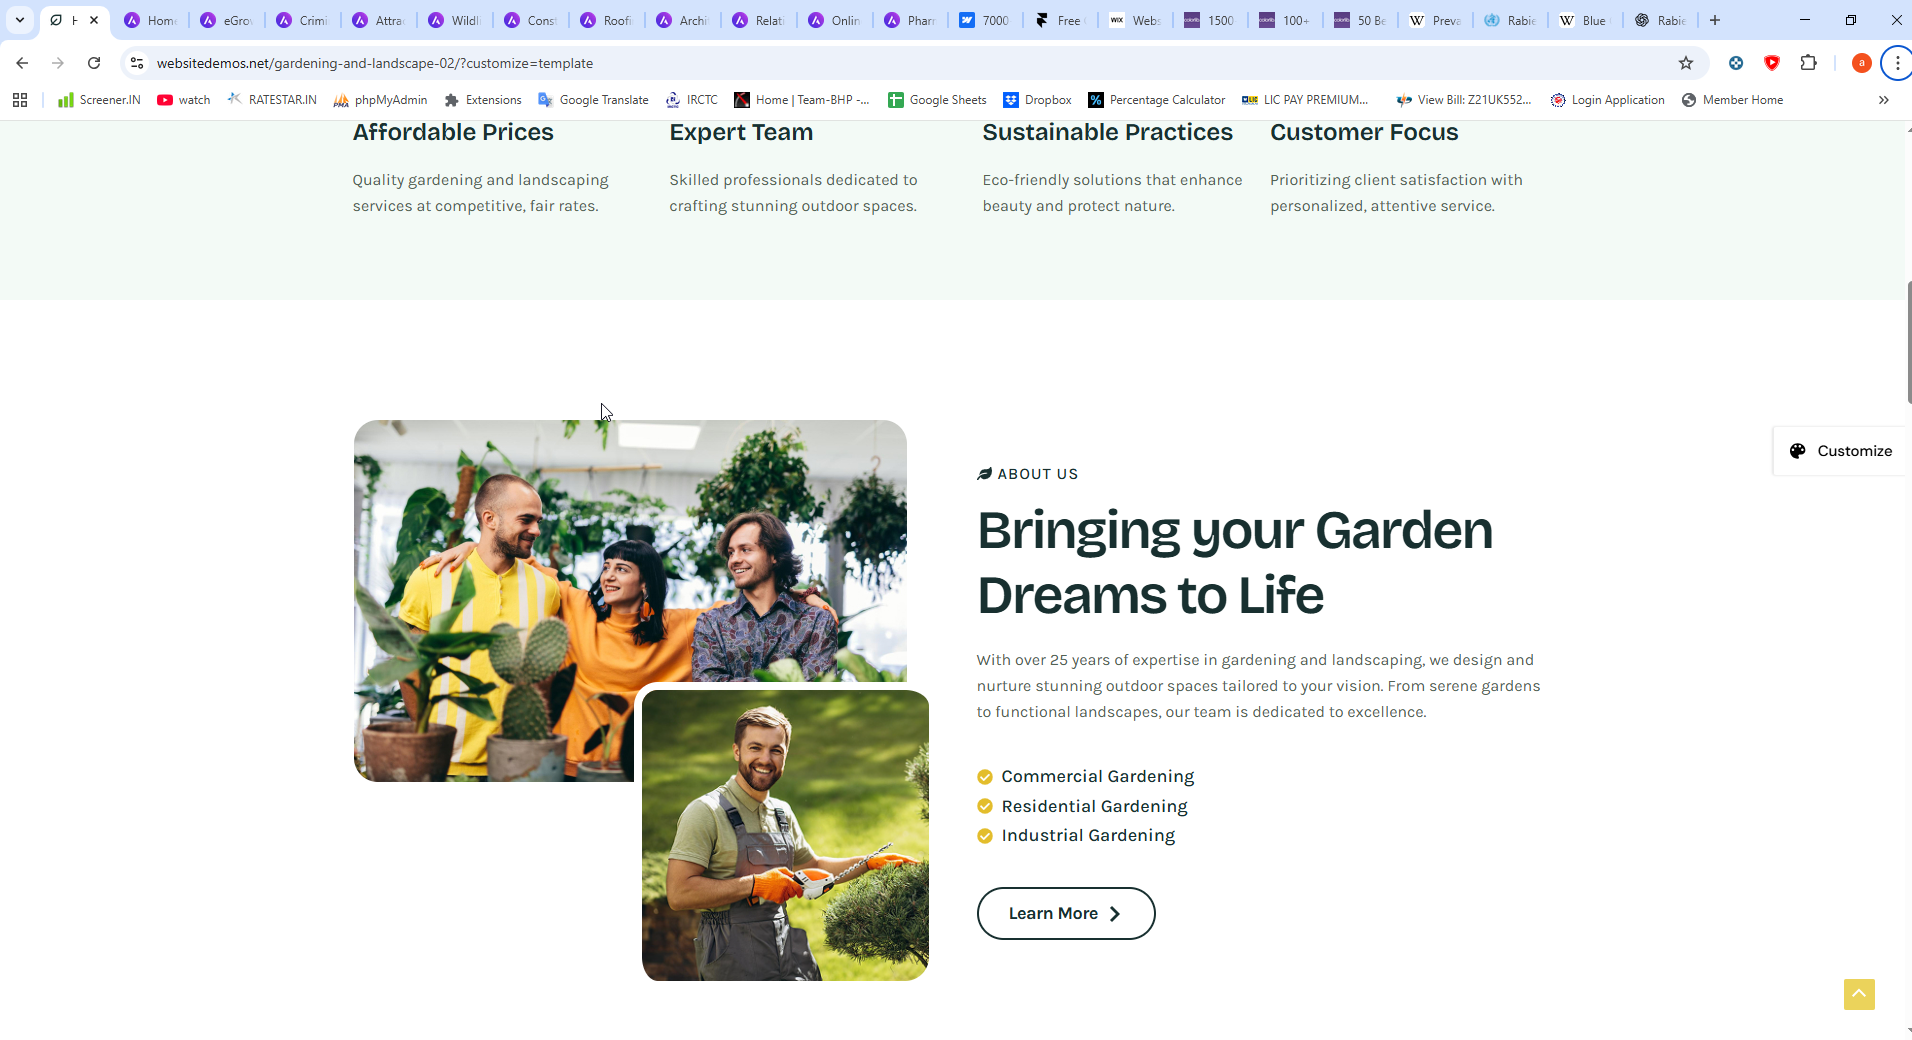 H
Home
eGro
Crimi
Attrac
Wildli
Const
Roofi
Archi
Relati
Onlin
Pharr
7000
Free
Webs
1500
100+
50 Be
Preva
Rabie
Blue
Rabie
websitedemos.net/gardening-and-landscape-02/?customize=template
a
Screener.IN
watch
RATESTAR.IN
phpMyAdmin
Extensions
Google Translate
IRCTC
Home | Team-BHP -...
Google Sheets
Dropbox
Percentage Calculator
LIC PAY PREMIUM...
View Bill: Z21UK552...
Login Application
Member Home
Affordable Prices
Quality gardening and landscaping
services at competitive, fair rates.
Expert Team
Skilled professionals dedicated to
crafting stunning outdoor spaces.
Sustainable Practices
Eco-friendly solutions that enhance
beauty and protect nature.
Customer Focus
Prioritizing client satisfaction with
personalized, attentive service.
Customize
ABOUT US
Bringing your Garden
Dreams to Life
With over 25 years of expertise in gardening and landscaping, we design and
nurture stunning outdoor spaces tailored to your vision. From serene gardens
to functional landscapes, our team is dedicated to excellence.
Commercial Gardening
Residential Gardening
Industrial Gardening
Learn More